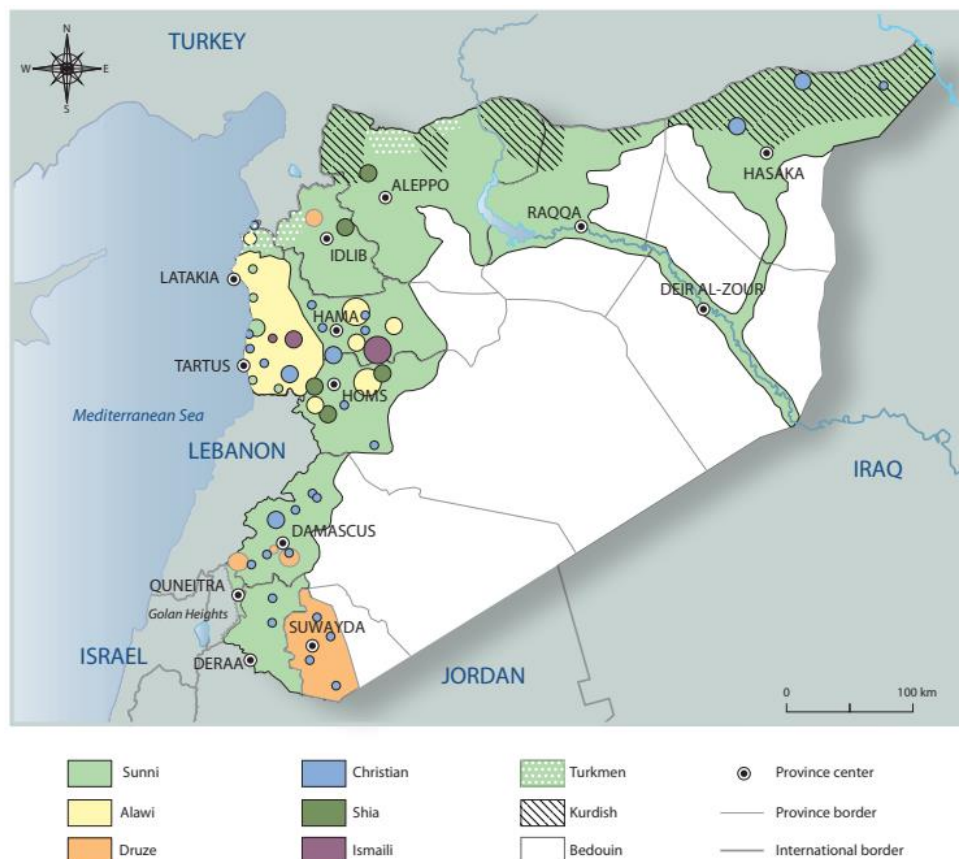 N
W
E
S
TURKEY
HASAKA
ALEPPO
RAQQA
IDLIB
LATAKIA
DEIR AL-ZOUR
HAMA
TARTUS
HOMS
Mediterranean Sea
LEBANON
IRAQ
DAMASCUS
QUNEITRA
Golan Heights
SUWAYDA
ISRAEL
DERAA
JORDAN
0
100 km
Sunni
Christian
Turkmen
Province center
Alawi
Shia
Kurdish
Province border
Druze
Ismaili
Bedouin
International border